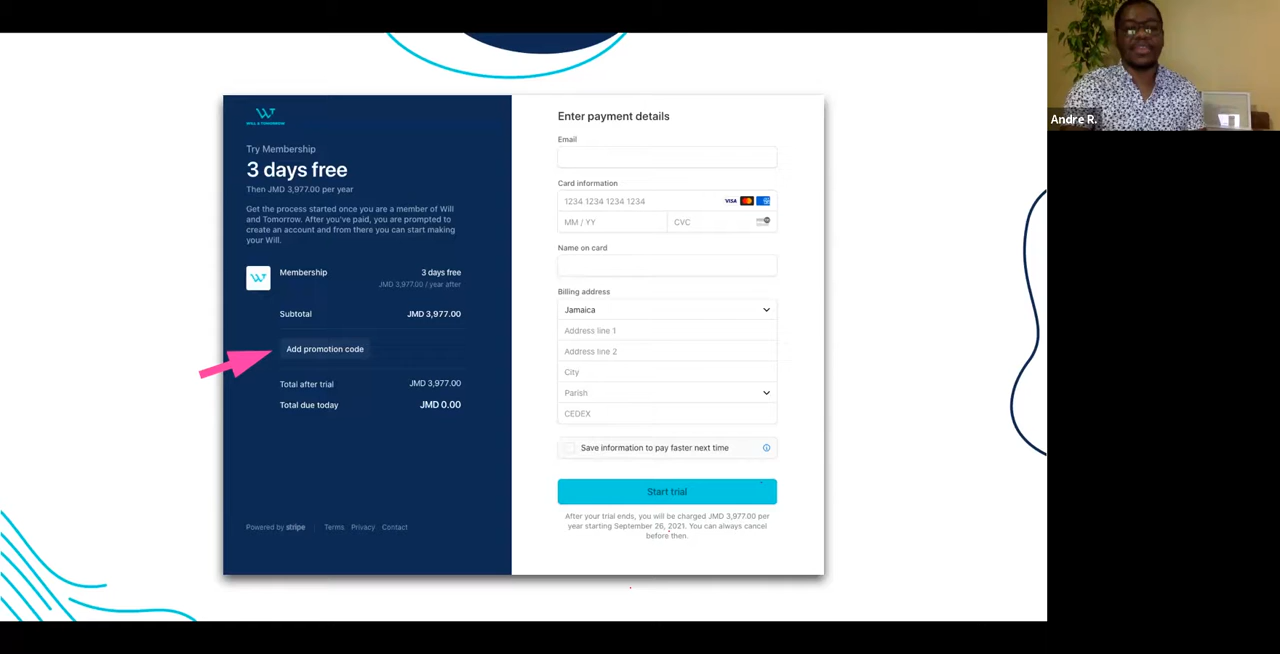 WILL & TOMORROW
Try Membership
3 days free
Then JMD 3,977.00 per year
Get the process started once you are a member of Will
and Tomorrow. After you've paid, you are prompted to
create an account and from there you can start making
your Will.
Membership 3 days free
JMD 3,977.00 / year after
Subtotal JMD 3,977.00
Add promotion code
Total after trial JMD 3,977.00
Total due today JMD 0.00
Powered by stripe Terms Privacy Contact
Enter payment details
Email
Card information
1234 1234 1234 1234 VISA
MM / YY CVC
Name on card
Billing address
Jamaica
Address line 1
Address line 2
City
Parish
CEDEX
Save information to pay faster next time
Start trial
After your trial ends, you will be charged JMD 3,977.00 per
year starting September 26, 2021. You can always cancel
before then.
Andre R.